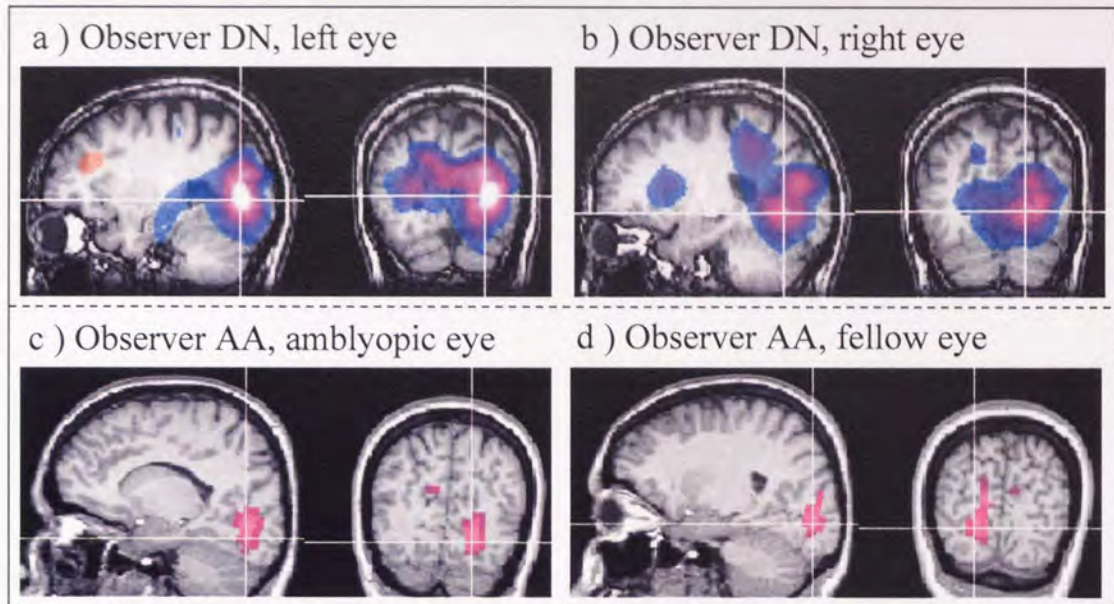 a ) Observer DN, left eye
b ) Observer DN, right eye
c ) Observer AA, amblyopic eye
d ) Observer AA, fellow eye